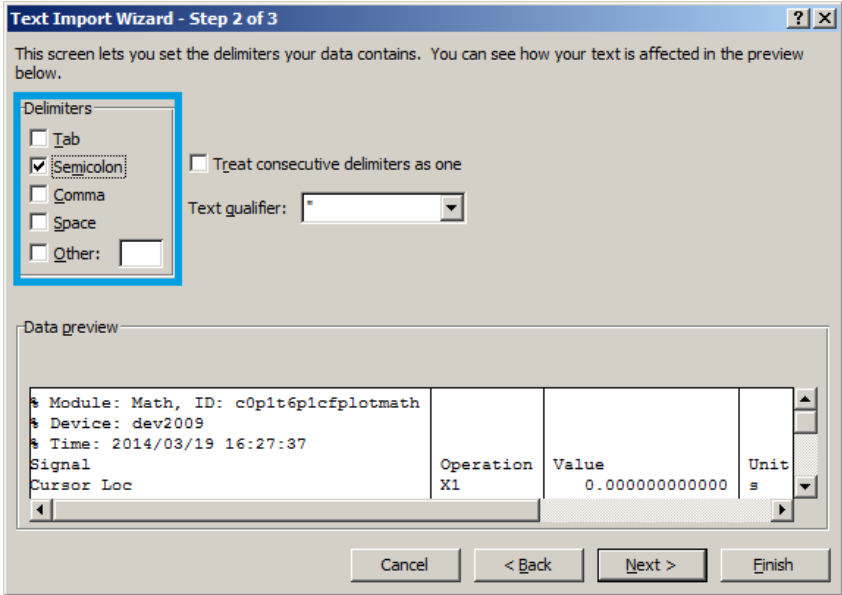 Text Import Wizard - Step 2 of 3
This screen lets you set the delimiters your data contains.  You can see how your text is affected in the preview
below.
Delimiters
Tab
Semicolon
Comma
Space
Other:
Treat consecutive delimiters as one
Text qualifier: "
Data preview
% Module: Math, ID: c0p1t6p1cfplotmath
% Device: dev2009
% Time: 2014/03/19 16:27:37
Signal Operation Value Unit
Cursor Loc X1 0.000000000000 s
Cancel < Back Next > Finish